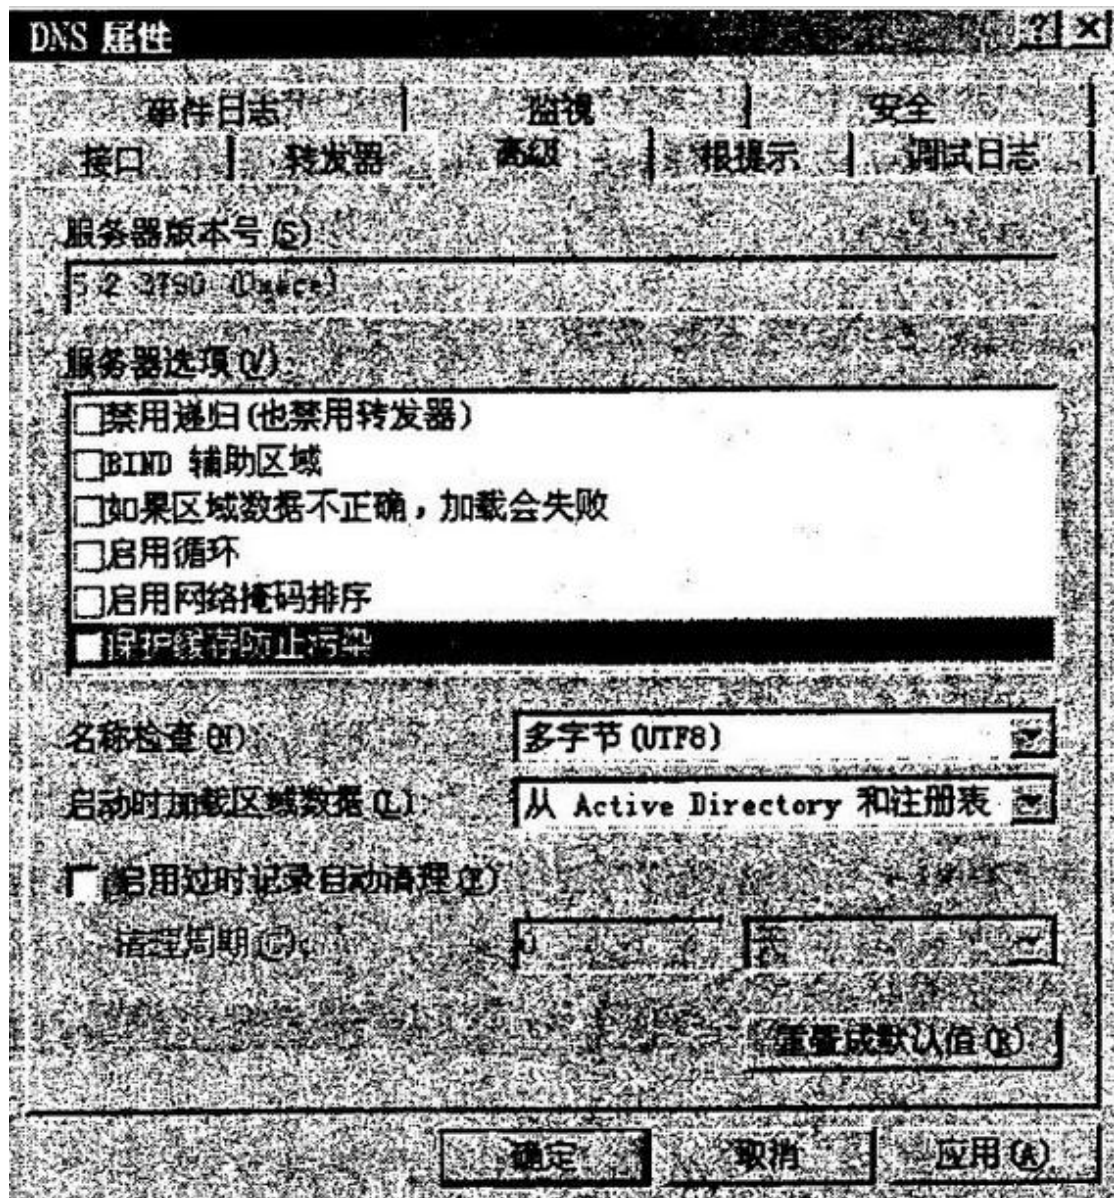 DNS 属性
事件日志 监视 安全
接口 转发器 高级 根提示 调试日志
服务器版本号(S)
5.2 3790
服务器选项(V)
禁用递归(也禁用转发器)
BIND 辅助区域
如果区域数据不正确，加载会失败
启用循环
启用网络掩码排序
保护缓存防止污染
名称检查(N) 多字节(UTF8)
启动时加载区域数据(L) 从 Active Directory 和注册表
启用过时记录自动清理(E)
清理周期(C):
重置成默认值(R)
确定 取消 应用(A)